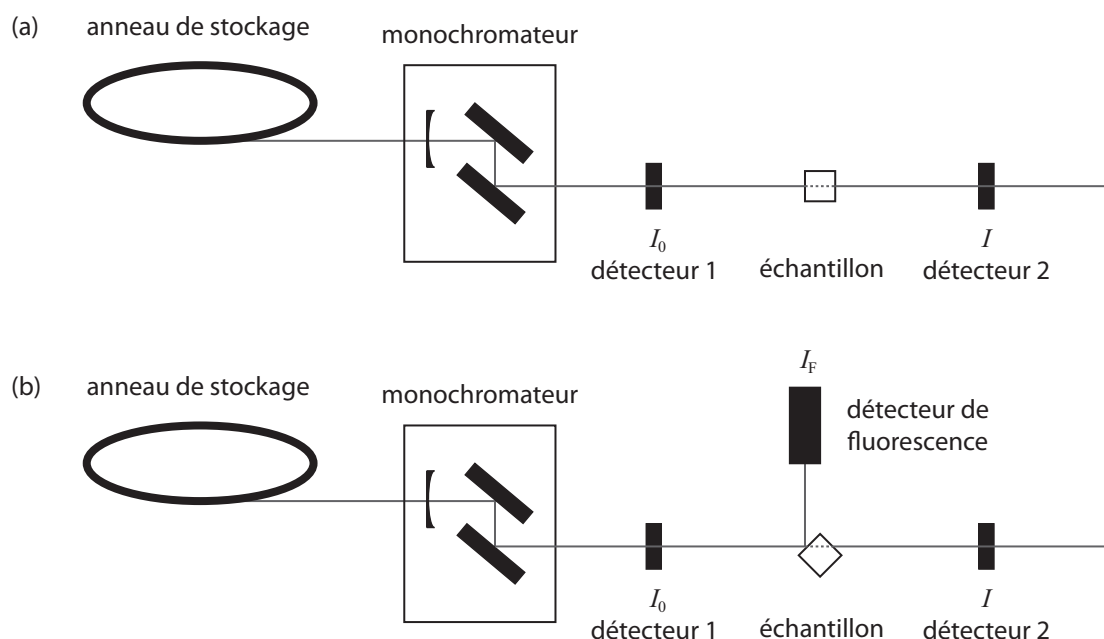 (a)
anneau de stockage
monochromateur
I₀
détecteur 1
échantillon
I
détecteur 2
(b)
anneau de stockage
monochromateur
I_F
détecteur de
fluorescence
I₀
détecteur 1
échantillon
I
détecteur 2